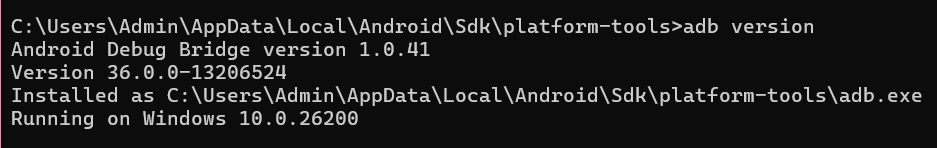 C:\Users\Admin\AppData\Local\Android\Sdk\platform-tools>adb version
Android Debug Bridge version 1.0.41
Version 36.0.0-13206524
Installed as C:\Users\Admin\AppData\Local\Android\Sdk\platform-tools\adb.exe
Running on Windows 10.0.26200